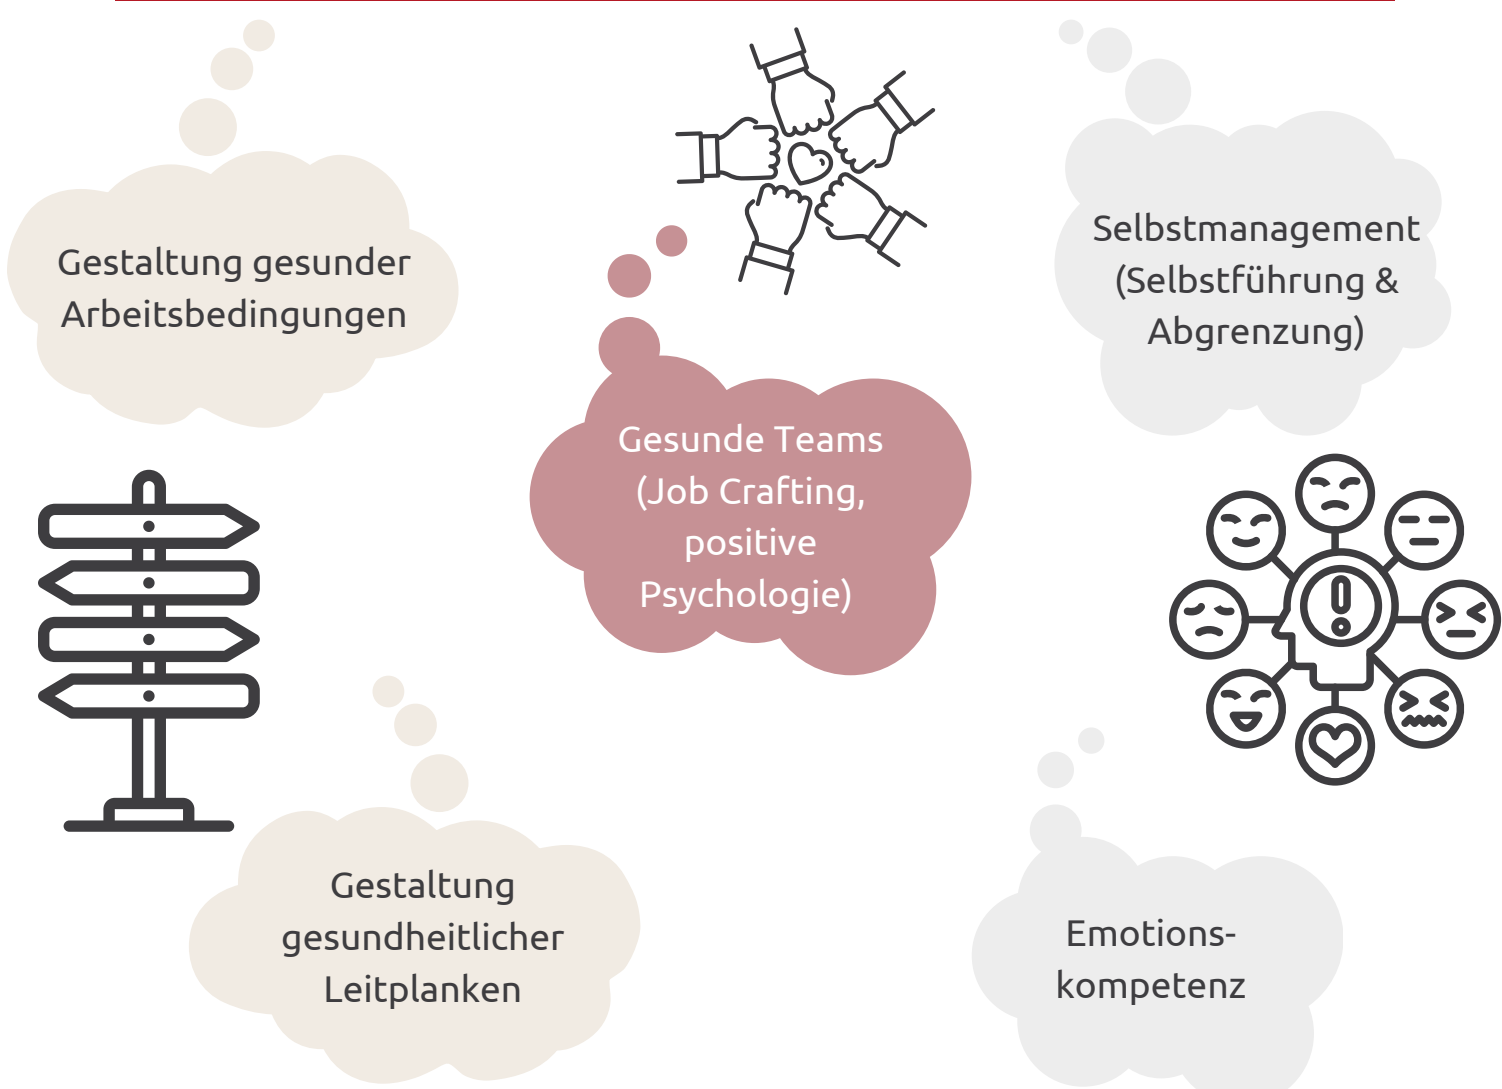 Gestaltung gesunder
Arbeitsbedingungen
Selbstmanagement
(Selbstführung &
Abgrenzung)
Gesunde Teams
(Job Crafting,
positive
Psychologie)
Gestaltung
gesundheitlicher
Leitplanken
Emotions-
kompetenz